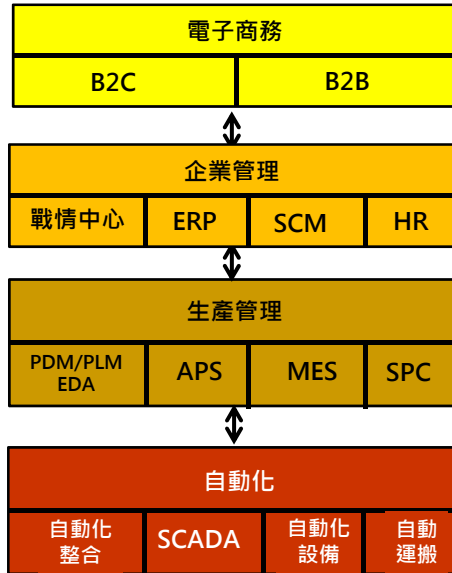 電子商務
B2C B2B
企業管理
戰情中心 ERP SCM HR
生產管理
PDM/PLM
EDA
APS MES SPC
自動化
自動化
整合
SCADA
自動化
設備
自動
運搬